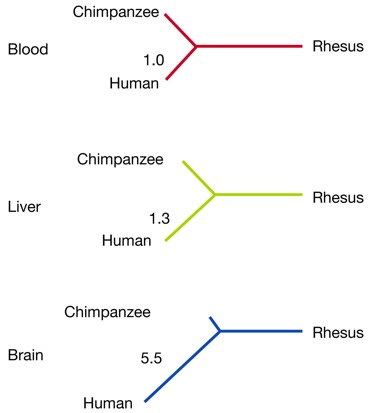 Chimpanzee
Blood
Rhesus
1.0
Human
Chimpanzee
Liver
Rhesus
1.3
Human
Chimpanzee
Rhesus
Brain
5.5
Human